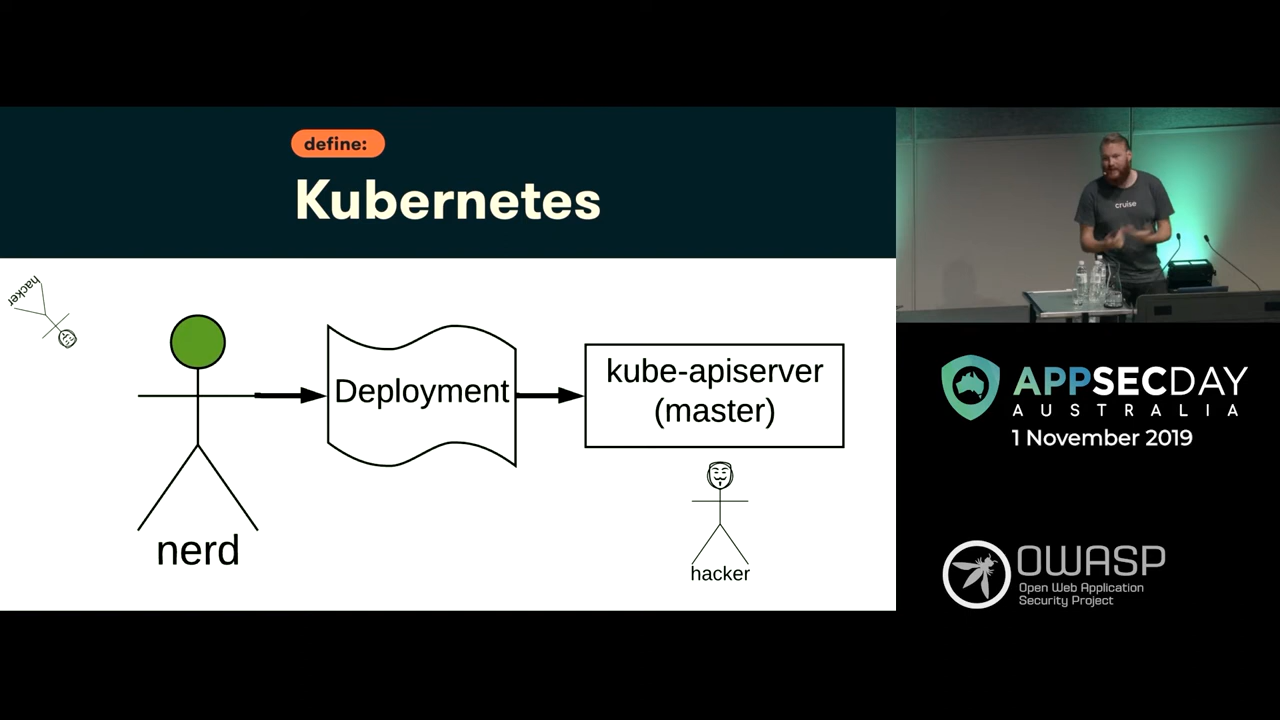 define:
Kubernetes
hacker
nerd
Deployment
kube-apiserver
(master)
hacker
cruise
APPSECDAY
AUSTRALIA
1 November 2019
OWASP
Open Web Application
Security Project